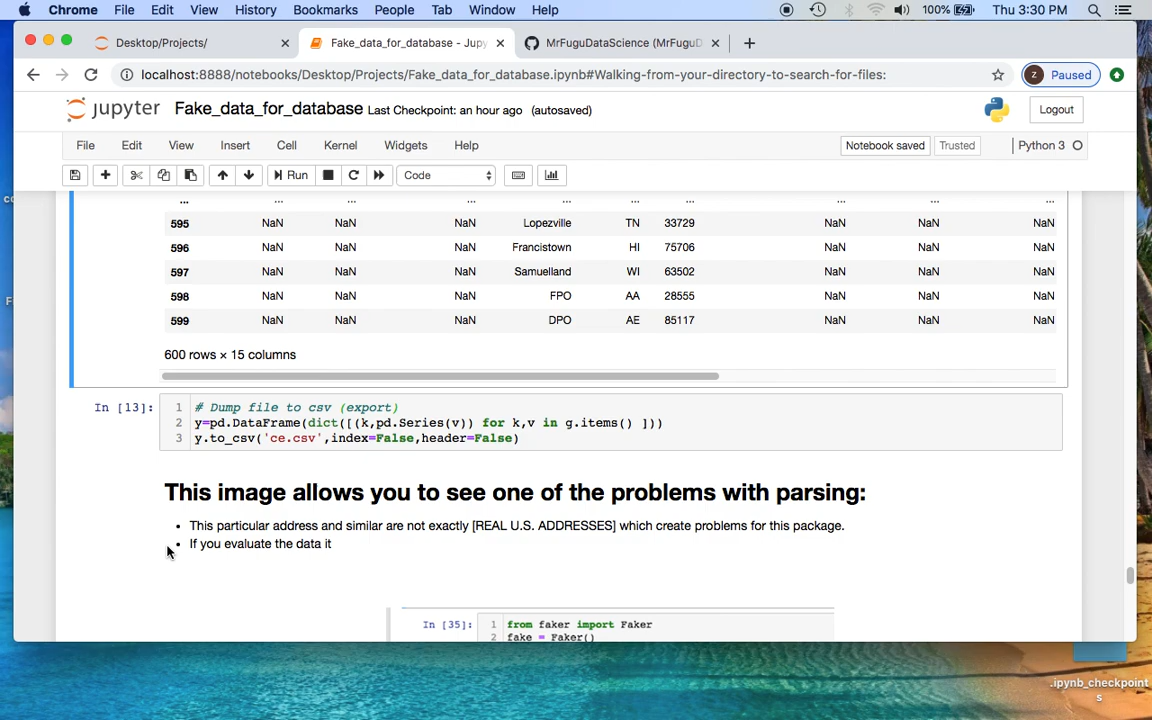 Chrome File Edit View History Bookmarks People Tab Window Help 100% Thu 3:30 PM
Desktop/Projects/ Fake_data_for_database - Jupy MrFuguDataScience (MrFuguD
localhost:8888/notebooks/Desktop/Projects/Fake_data_for_database.ipynb#Walking-from-your-directory-to-search-for-files: z Paused
jupyter Fake_data_for_database Last Checkpoint: an hour ago (autosaved) Logout
File Edit View Insert Cell Kernel Widgets Help Notebook saved Trusted Python 3
Run Code
... ... ... ... ... ... ... ... ... ...
595 NaN NaN NaN Lopezville TN 33729 NaN NaN NaN
596 NaN NaN NaN Francistown HI 75706 NaN NaN NaN
597 NaN NaN NaN Samuelland WI 63502 NaN NaN NaN
598 NaN NaN NaN FPO AA 28555 NaN NaN NaN
599 NaN NaN NaN DPO AE 85117 NaN NaN NaN
600 rows × 15 columns
In [13]: 1 # Dump file to csv (export)
2 y=pd.DataFrame(dict([(k,pd.Series(v)) for k,v in g.items() ]))
3 y.to_csv('ce.csv',index=False,header=False)
This image allows you to see one of the problems with parsing:
• This particular address and similar are not exactly [REAL U.S. ADDRESSES] which create problems for this package.
• If you evaluate the data it
In [35]: 1 from faker import Faker
2 fake = Faker()
.ipynb_checkpoint
s